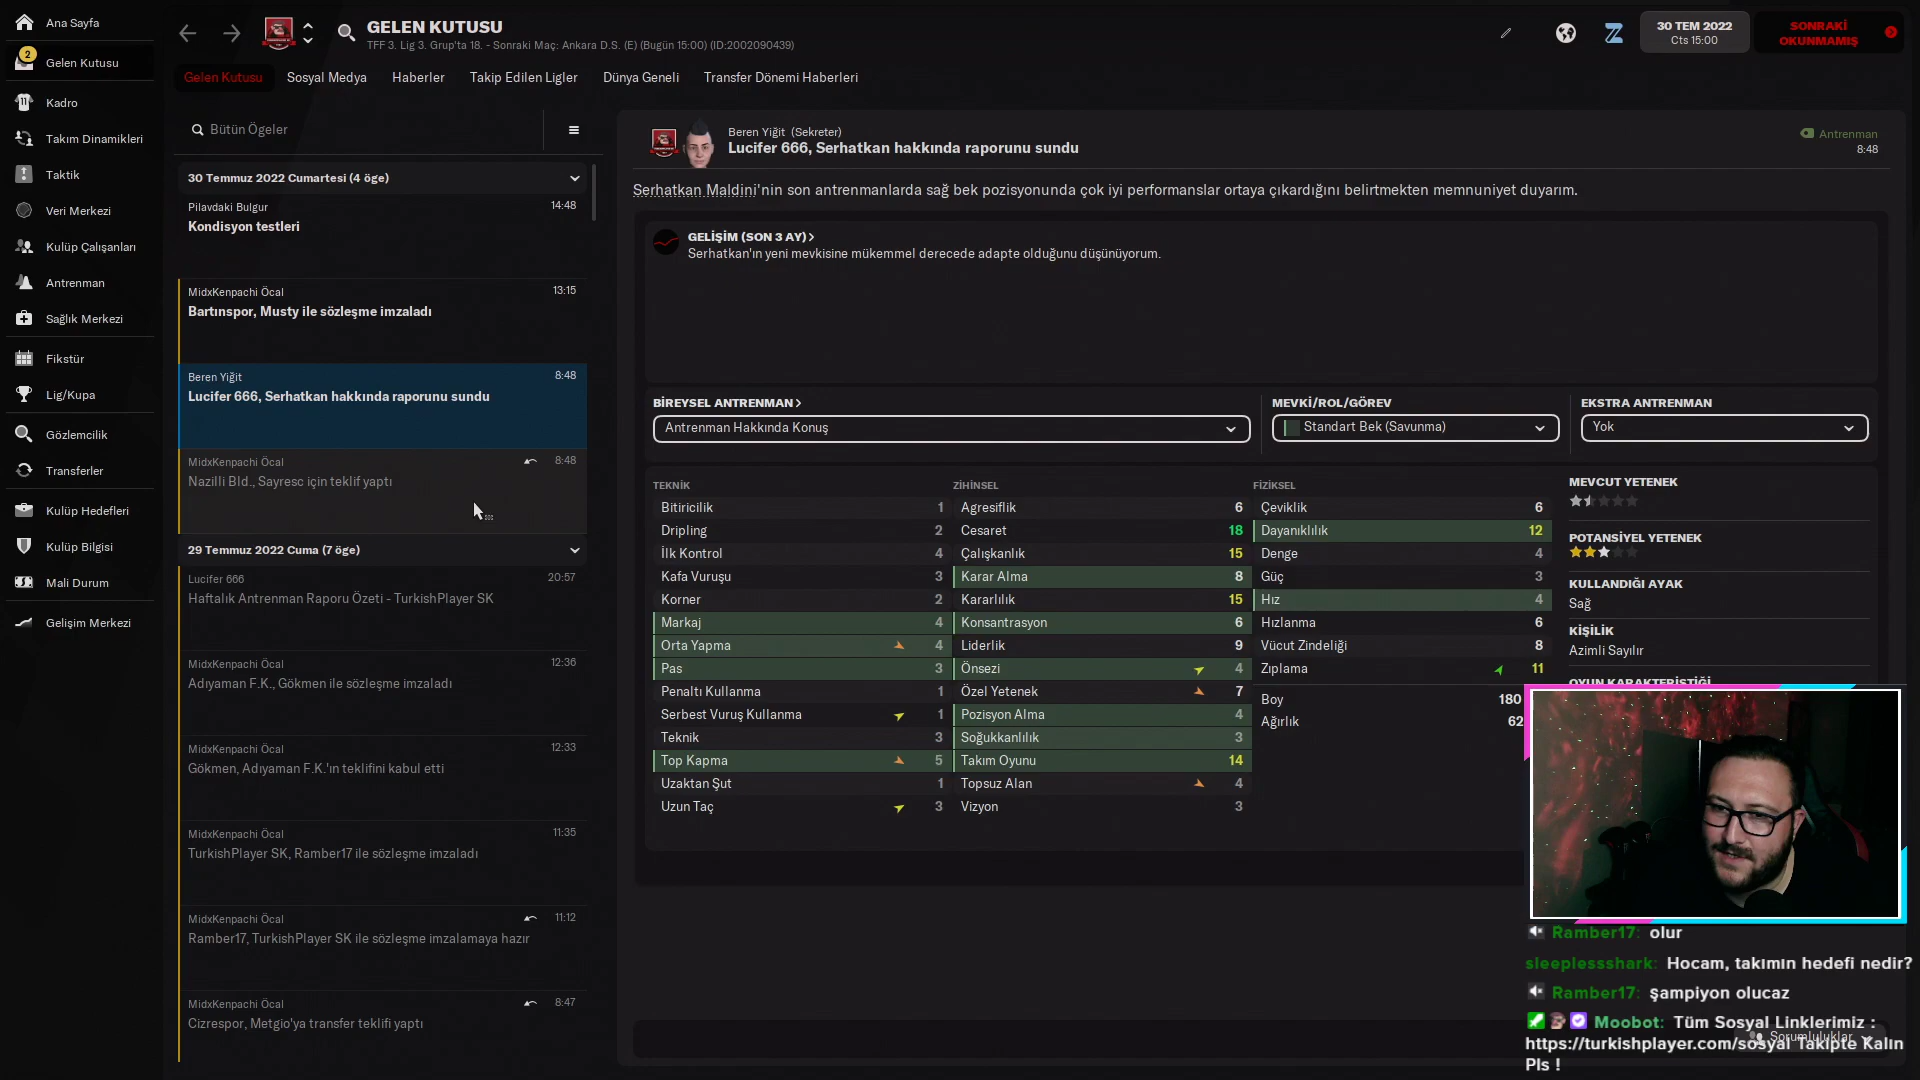 Ana Sayfa
2
Gelen Kutusu
Kadro
Takım Dinamikleri
Taktik
Veri Merkezi
Kulüp Çalışanları
Antrenman
Sağlık Merkezi
Fikstür
Lig/Kupa
Gözlemcilik
Transferler
Kulüp Hedefleri
Kulüp Bilgisi
Mali Durum
Gelişim Merkezi
GELEN KUTUSU
TFF 3. Lig 3. Grup'ta 18. - Sonraki Maç: Ankara D.S. (E) (Bugün 15:00) (ID:2002090439)
30 TEM 2022
Cts 15:00
SONRAKİ
OKUNMAMIŞ
Gelen Kutusu
Sosyal Medya
Haberler
Takip Edilen Ligler
Dünya Geneli
Transfer Dönemi Haberleri
Bütün Ögeler
30 Temmuz 2022 Cumartesi (4 öge)
Pilavdaki Bulgur 14:48
Kondisyon testleri
MidxKenpachi Öcal 13:15
Bartınspor, Musty ile sözleşme imzaladı
Beren Yiğit 8:48
Lucifer 666, Serhatkan hakkında raporunu sundu
MidxKenpachi Öcal 8:48
Nazilli Bld., Sayresc için teklif yaptı
29 Temmuz 2022 Cuma (7 öge)
Lucifer 666 20:57
Haftalık Antrenman Raporu Özeti - TurkishPlayer SK
MidxKenpachi Öcal 12:36
Adıyaman F.K., Gökmen ile sözleşme imzaladı
MidxKenpachi Öcal 12:33
Gökmen, Adıyaman F.K.'ın teklifini kabul etti
MidxKenpachi Öcal 11:35
TurkishPlayer SK, Ramber17 ile sözleşme imzaladı
MidxKenpachi Öcal 11:12
Ramber17, TurkishPlayer SK ile sözleşme imzalamaya hazır
MidxKenpachi Öcal 8:47
Cizrespor, Metgio'ya transfer teklifi yaptı
Beren Yiğit (Sekreter)
Lucifer 666, Serhatkan hakkında raporunu sundu
Antrenman
8:48
Serhatkan Maldini'nin son antrenmanlarda sağ bek pozisyonunda çok iyi performanslar ortaya çıkardığını belirtmekten memnuniyet duyarım.
GELİŞİM (SON 3 AY)>
Serhatkan'ın yeni mevkisine mükemmel derecede adapte olduğunu düşünüyorum.
BİREYSEL ANTRENMAN>
Antrenman Hakkında Konuş
MEVKİ/ROL/GÖREV
Standart Bek (Savunma)
EKSTRA ANTRENMAN
Yok
TEKNİK
Bitiricilik 1
Dripling 2
İlk Kontrol 4
Kafa Vuruşu 3
Korner 2
Markaj 4
Orta Yapma 4
Pas 3
Penaltı Kullanma 1
Serbest Vuruş Kullanma 1
Teknik 3
Top Kapma 5
Uzaktan Şut 1
Uzun Taç 3
ZİHİNSEL
Agresiflik 6
Cesaret 18
Çalışkanlık 15
Karar Alma 8
Kararlılık 15
Konsantrasyon 6
Liderlik 9
Önsezi 4
Özel Yetenek 7
Pozisyon Alma 4
Soğukkanlılık 3
Takım Oyunu 14
Topsuz Alan 4
Vizyon 3
FİZİKSEL
Çeviklik 6
Dayanıklılık 12
Denge 4
Güç 3
Hız 4
Hızlanma 6
Vücut Zindeliği 8
Zıplama 11
Boy 180
Ağırlık 62
MEVCUT YETENEK
POTANSİYEL YETENEK
KULLANDIĞI AYAK
Sağ
KİŞİLİK
Azimli Sayılır
OYUN KARAKTERİSTİĞİ
Ramber17: olur
sleeplessshark: Hocam, takımın hedefi nedir?
Ramber17: şampiyon olucaz
Moobot: Tüm Sosyal Linklerimiz :
https://turkishplayer.com/sosyal Takipte Kalın
Pls !
Sorumluluklar